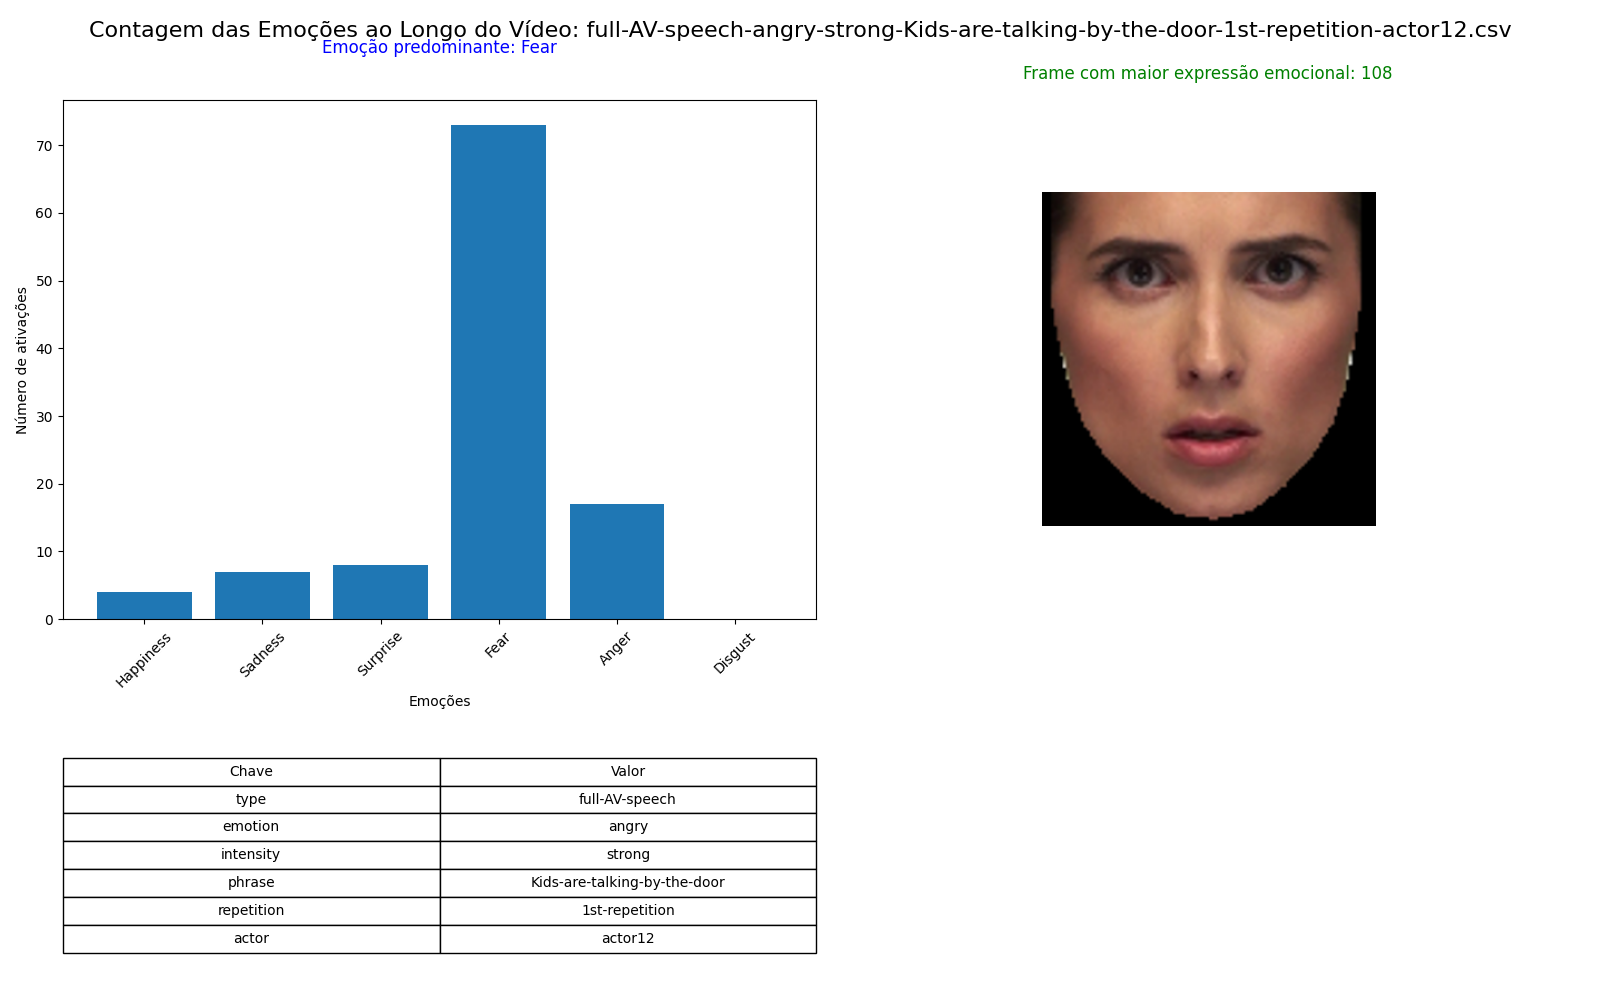 Contagem das Emoções ao Longo do Vídeo: full-AV-speech-angry-strong-Kids-are-talking-by-the-door-1st-repetition-actor12.csv
Emoção predominante: Fear
Frame com maior expressão emocional: 108
Número de ativações
70
60
50
40
30
20
10
0
Happiness
Sadness
Surprise
Fear
Anger
Disgust
Emoções
Chave Valor
type full-AV-speech
emotion angry
intensity strong
phrase Kids-are-talking-by-the-door
repetition 1st-repetition
actor actor12